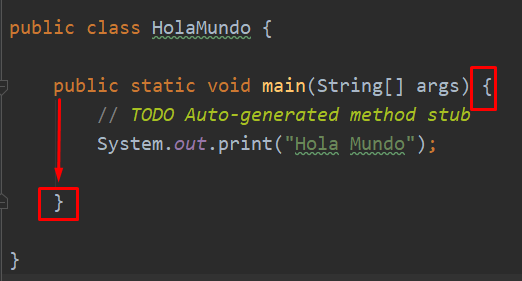 public class HolaMundo {
public static void main(String[] args) {
// TODO Auto-generated method stub
System.out.print("Hola Mundo");
}
}